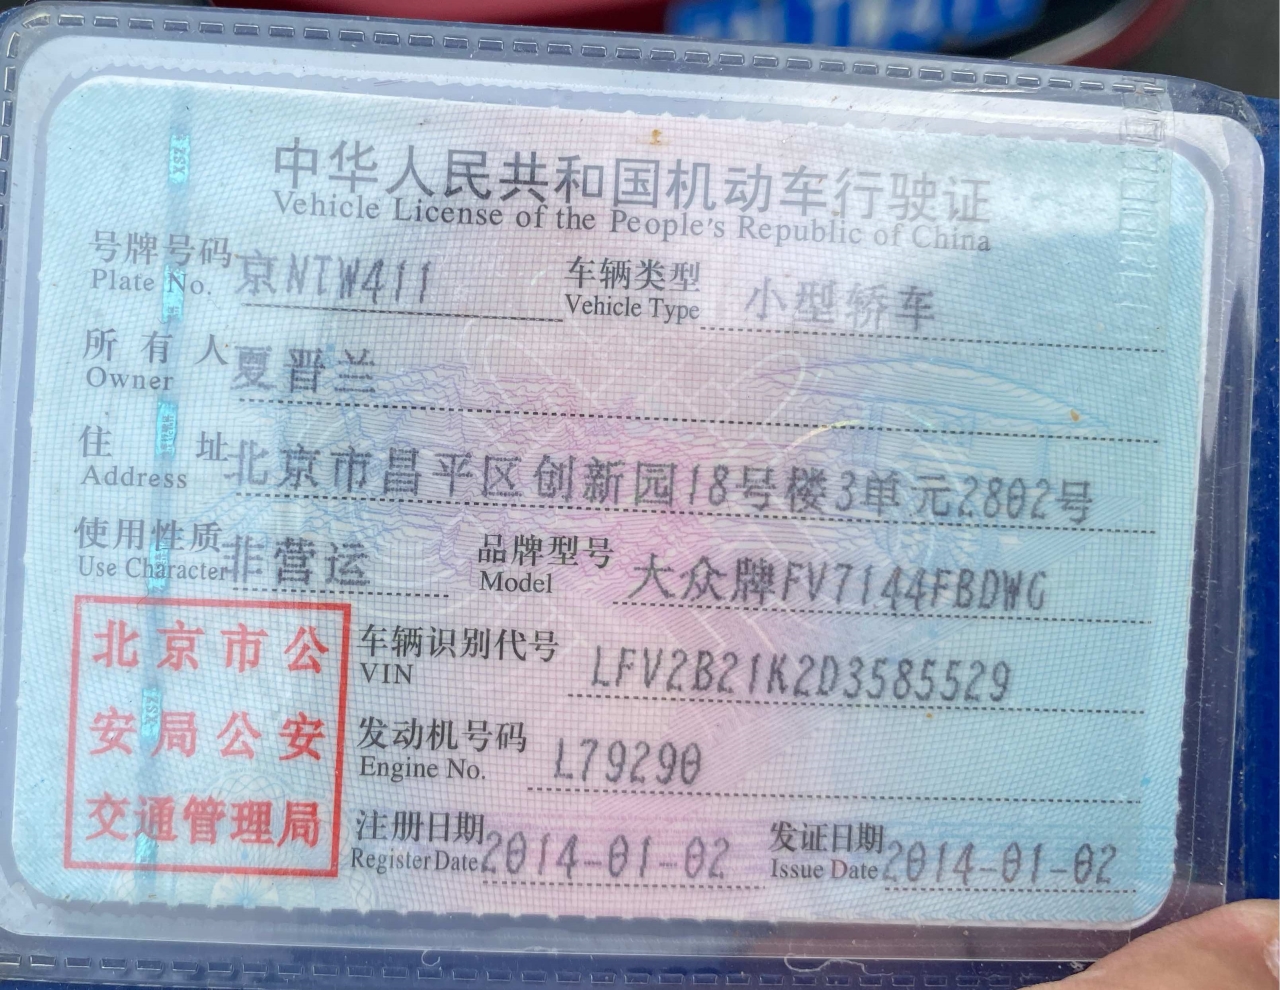 中华人民共和国机动车行驶证
Vehicle License of the People's Republic of China
号牌号码 京NTW411 车辆类型 小型轿车
Plate No. Vehicle Type
所有人 夏晋兰
Owner
住址 北京市昌平区创新园18号楼3单元2802号
Address
使用性质 非营运 品牌型号 大众牌FV7144FBDWG
Use Character Model
北京市公
安局公安
交通管理局
车辆识别代号 LFV2B21K2D3585529
VIN
发动机号码 L79290
Engine No.
注册日期 2014-01-02 发证日期 2014-01-02
Register Date Issue Date